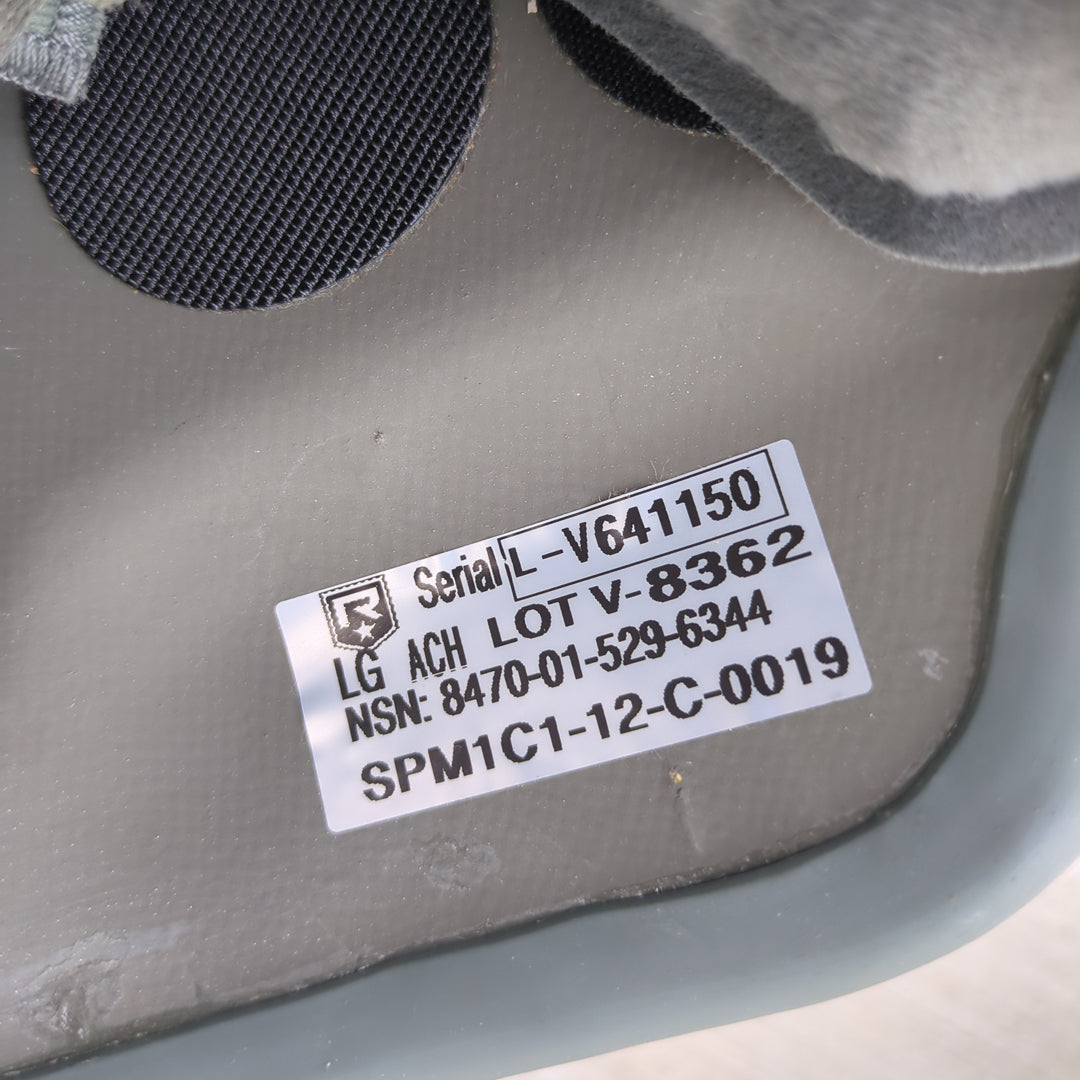 Serial L-V641150
LG ACH LOT V-8362
NSN: 8470-01-529-6344
SPM1C1-12-C-0019